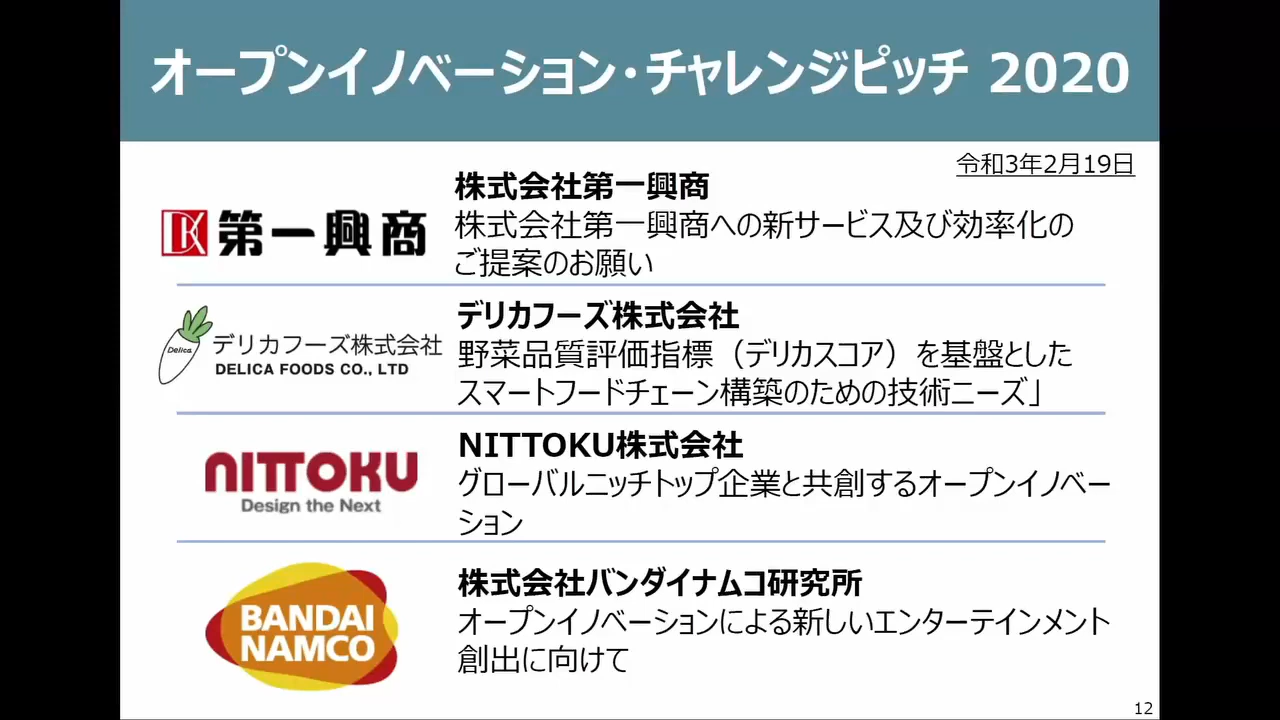 オープンイノベーション・チャレンジピッチ 2020
令和3年2月19日
DK 第一興商
株式会社第一興商
株式会社第一興商への新サービス及び効率化の
ご提案のお願い
Delica
デリカフーズ株式会社
DELICA FOODS CO., LTD
デリカフーズ株式会社
野菜品質評価指標（デリカスコア）を基盤とした
スマートフードチェーン構築のための技術ニーズ」
NITTOKU
Design the Next
NITTOKU株式会社
グローバルニッチトップ企業と共創するオープンイノベー
ション
BANDAI
NAMCO
株式会社バンダイナムコ研究所
オープンイノベーションによる新しいエンターテインメント
創出に向けて
12